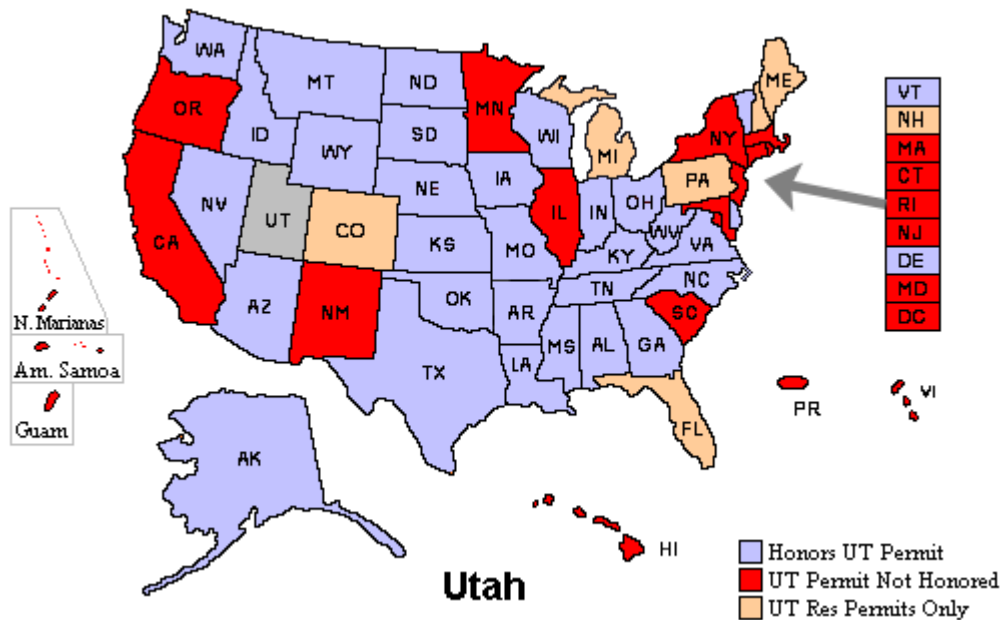 WA
MT
ND
MN
ME
OR
ID
WY
SD
WI
MI
NY
VT
NH
MA
CT
RI
NJ
DE
MD
DC
NV
UT
CO
NE
IA
IL
IN
OH
PA
WV
VA
CA
AZ
NM
KS
MO
KY
OK
AR
TN
NC
SC
TX
LA
MS
AL
GA
FL
N. Marianas
Am. Samoa
Guam
PR
VI
AK
HI
Utah
Honors UT Permit
UT Permit Not Honored
UT Res Permits Only